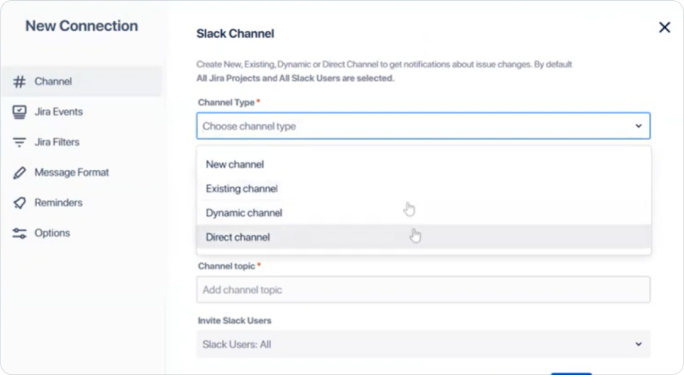 New Connection
Channel
Jira Events
Jira Filters
Message Format
Reminders
Options
Slack Channel
Create New, Existing, Dynamic or Direct Channel to get notifications about issue changes. By default
All Jira Projects and All Slack Users are selected.
Channel Type *
Choose channel type
New channel
Existing channel
Dynamic channel
Direct channel
Channel topic *
Add channel topic
Invite Slack Users
Slack Users: All